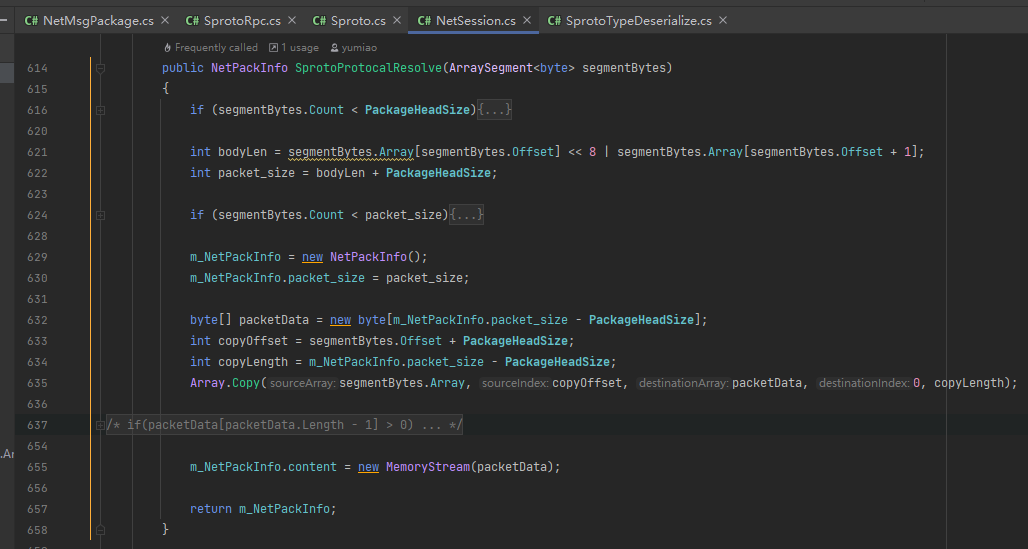 NetMsgPackage.cs
SprotoRpc.cs
Sproto.cs
NetSession.cs
SprotoTypeDeserialize.cs
Frequently called 1 usage yumiao
614 public NetPackInfo SprotoProtocalResolve(ArraySegment<byte> segmentBytes)
615 {
616 if (segmentBytes.Count < PackageHeadSize){...}
620
621 int bodyLen = segmentBytes.Array[segmentBytes.Offset] << 8 | segmentBytes.Array[segmentBytes.Offset + 1];
622 int packet_size = bodyLen + PackageHeadSize;
623
624 if (segmentBytes.Count < packet_size){...}
628
629 m_NetPackInfo = new NetPackInfo();
630 m_NetPackInfo.packet_size = packet_size;
631
632 byte[] packetData = new byte[m_NetPackInfo.packet_size - PackageHeadSize];
633 int copyOffset = segmentBytes.Offset + PackageHeadSize;
634 int copyLength = m_NetPackInfo.packet_size - PackageHeadSize;
635 Array.Copy(sourceArray:segmentBytes.Array, sourceIndex:copyOffset, destinationArray:packetData, destinationIndex:0, copyLength);
636
637 /* if(packetData[packetData.Length - 1] > 0) ... */
654
.Ar
655 m_NetPackInfo.content = new MemoryStream(packetData);
656
657 return m_NetPackInfo;
658 }